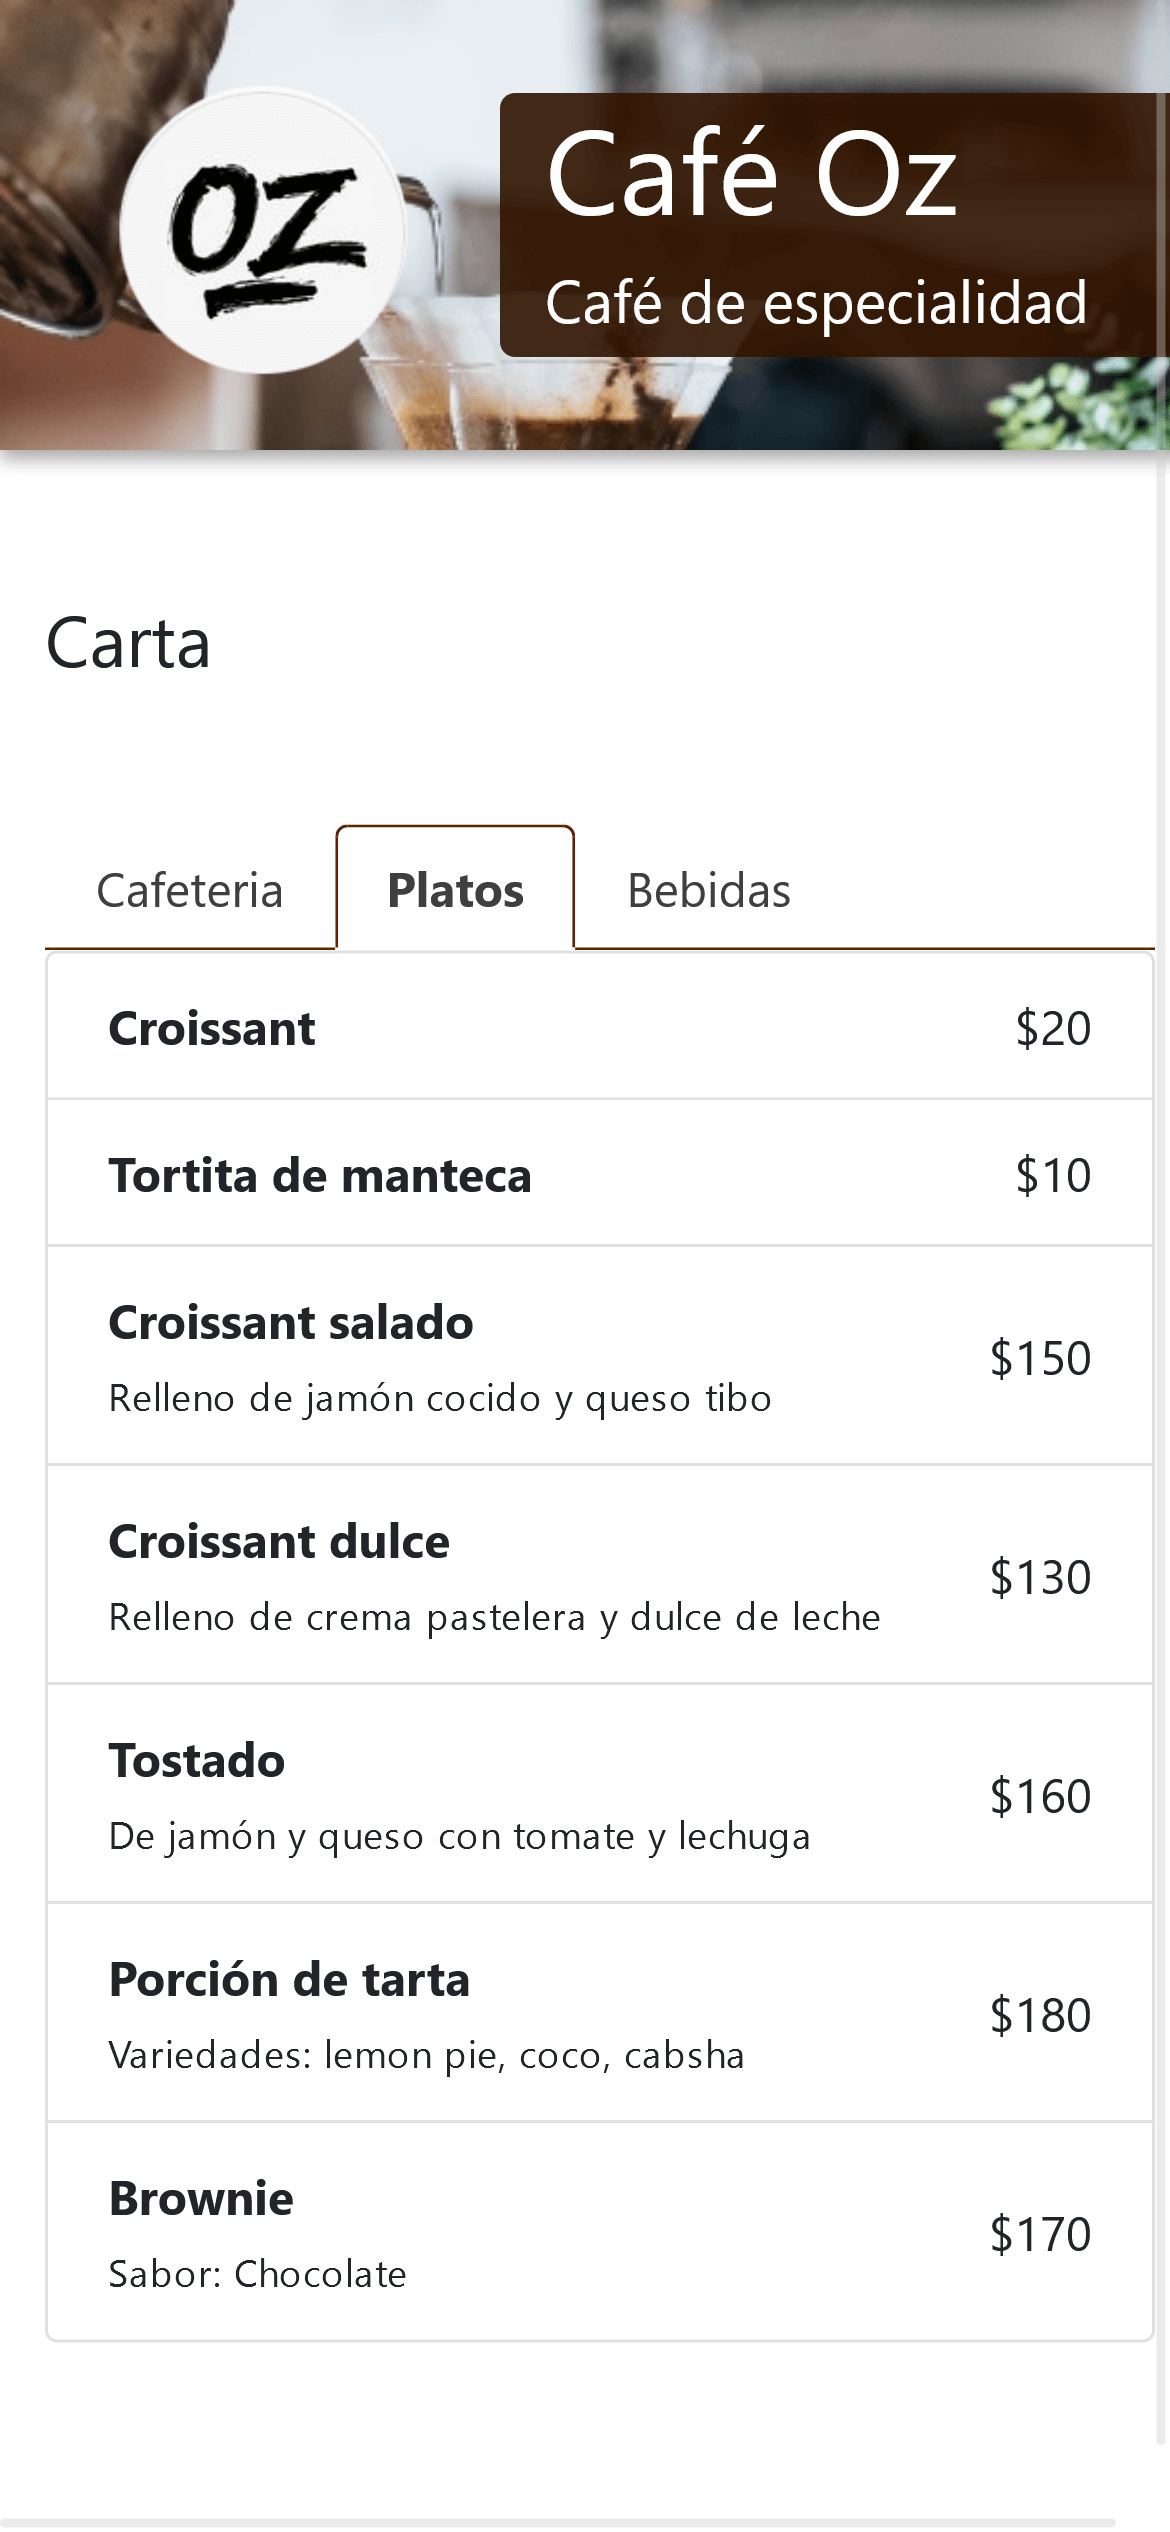 OZ
Café Oz
Café de especialidad
Carta
Cafeteria Platos Bebidas
Croissant $20
Tortita de manteca $10
Croissant salado
Relleno de jamón cocido y queso tibo
$150
Croissant dulce
Relleno de crema pastelera y dulce de leche
$130
Tostado
De jamón y queso con tomate y lechuga
$160
Porción de tarta
Variedades: lemon pie, coco, cabsha
$180
Brownie
Sabor: Chocolate
$170